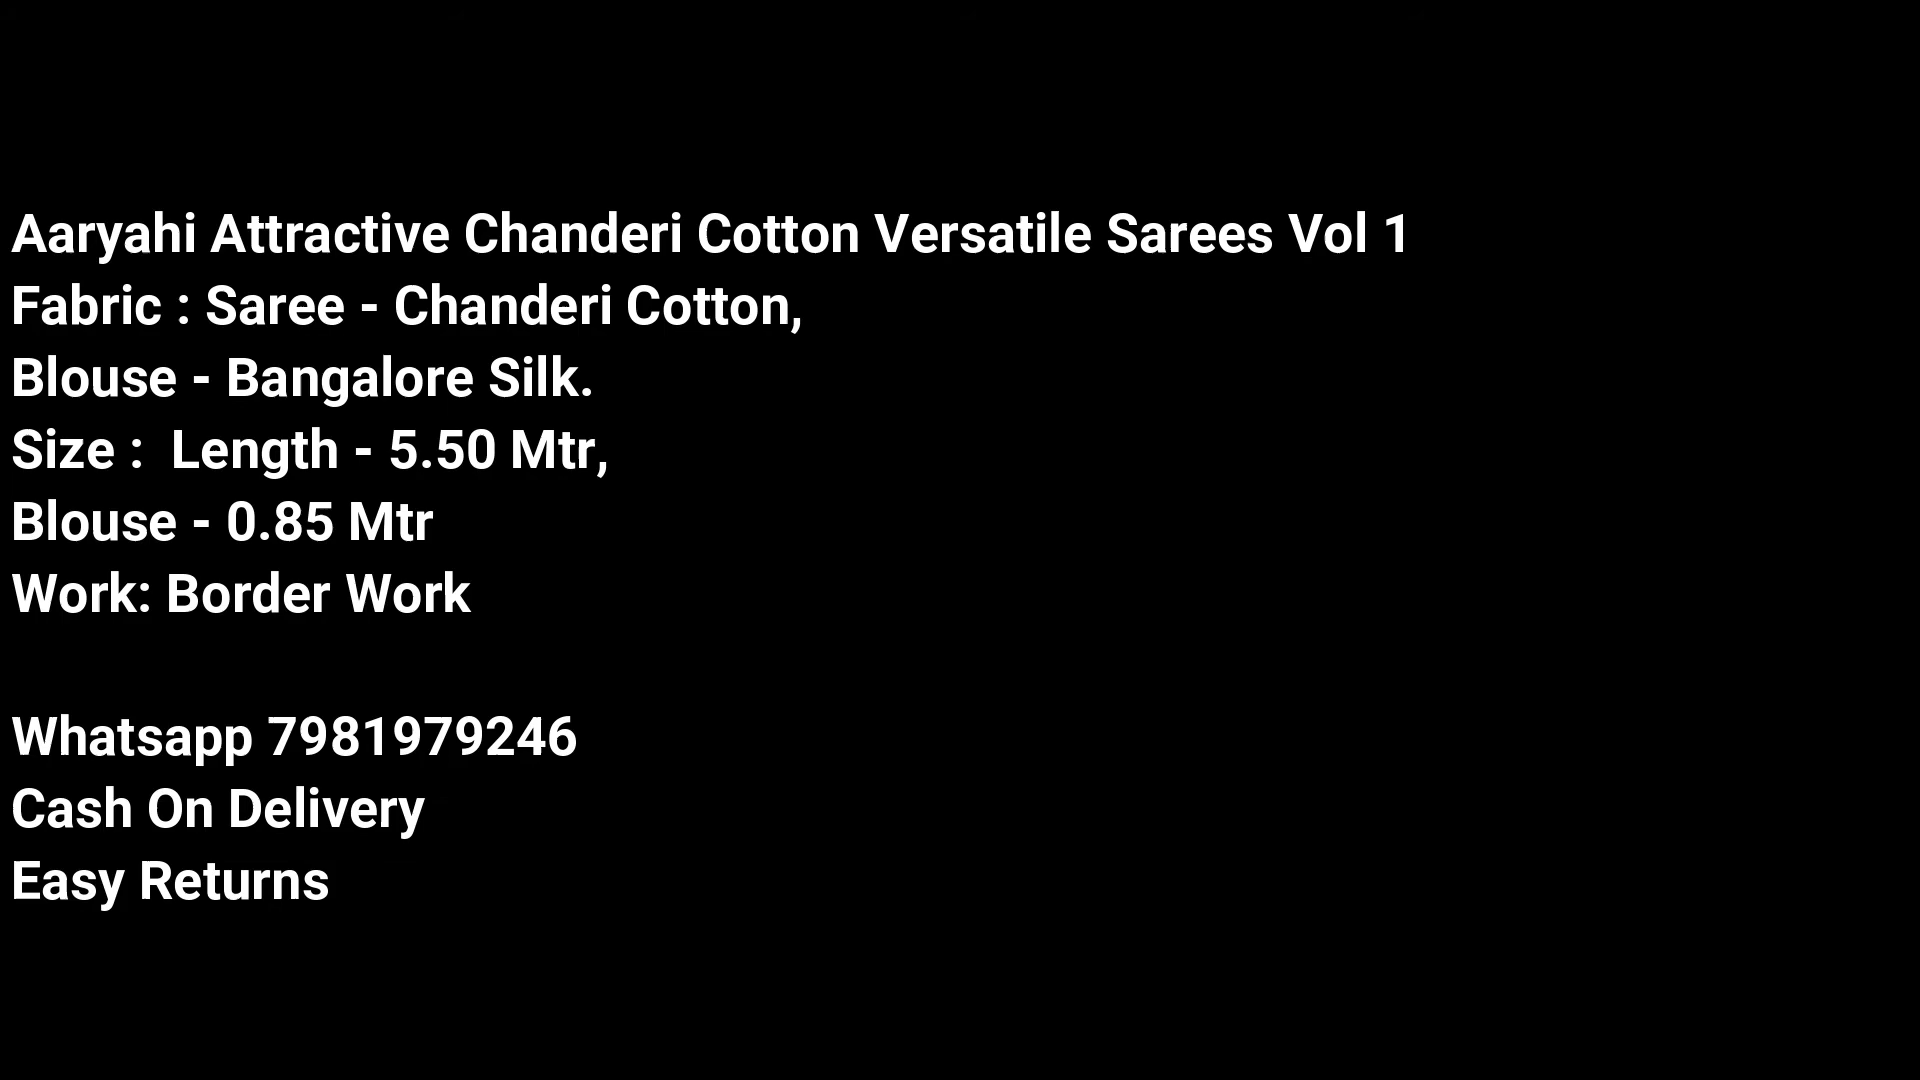 Aaryahi Attractive Chanderi Cotton Versatile Sarees Vol 1
Fabric : Saree - Chanderi Cotton,
Blouse - Bangalore Silk.
Size :  Length - 5.50 Mtr,
Blouse - 0.85 Mtr
Work: Border Work
Whatsapp 7981979246
Cash On Delivery
Easy Returns